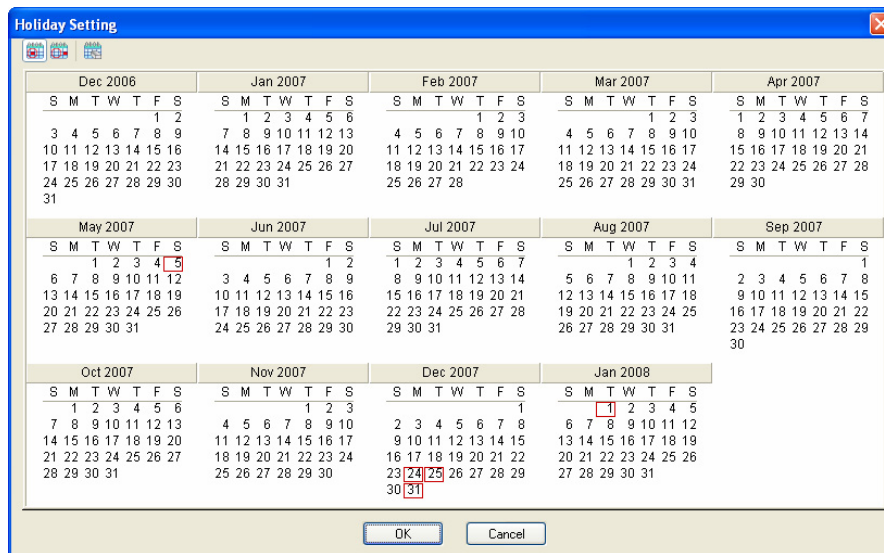 Holiday Setting
Dec 2006 Jan 2007 Feb 2007 Mar 2007 Apr 2007
S M T W T F S S M T W T F S S M T W T F S S M T W T F S S M T W T F S
1 2 1 2 3 4 5 6 1 2 3 1 2 3 1 2 3 4 5 6 7
3 4 5 6 7 8 9 7 8 9 10 11 12 13 4 5 6 7 8 9 10 4 5 6 7 8 9 10 8 9 10 11 12 13 14
10 11 12 13 14 15 16 14 15 16 17 18 19 20 11 12 13 14 15 16 17 11 12 13 14 15 16 17 15 16 17 18 19 20 21
17 18 19 20 21 22 23 21 22 23 24 25 26 27 18 19 20 21 22 23 24 18 19 20 21 22 23 24 22 23 24 25 26 27 28
24 25 26 27 28 29 30 28 29 30 31 25 26 27 28 25 26 27 28 29 30 31 29 30
31
May 2007 Jun 2007 Jul 2007 Aug 2007 Sep 2007
S M T W T F S S M T W T F S S M T W T F S S M T W T F S S M T W T F S
1 2 3 4 5 1 2 1 2 3 4 5 6 7 1 2 3 4 1
6 7 8 9 10 11 12 3 4 5 6 7 8 9 8 9 10 11 12 13 14 5 6 7 8 9 10 11 2 3 4 5 6 7 8
13 14 15 16 17 18 19 10 11 12 13 14 15 16 15 16 17 18 19 20 21 12 13 14 15 16 17 18 9 10 11 12 13 14 15
20 21 22 23 24 25 26 17 18 19 20 21 22 23 22 23 24 25 26 27 28 19 20 21 22 23 24 25 16 17 18 19 20 21 22
27 28 29 30 31 24 25 26 27 28 29 30 29 30 31 26 27 28 29 30 31 23 24 25 26 27 28 29
30
Oct 2007 Nov 2007 Dec 2007 Jan 2008
S M T W T F S S M T W T F S S M T W T F S S M T W T F S
1 2 3 4 5 6 1 2 3 1 1 2 3 4 5
7 8 9 10 11 12 13 4 5 6 7 8 9 10 2 3 4 5 6 7 8 6 7 8 9 10 11 12
14 15 16 17 18 19 20 11 12 13 14 15 16 17 9 10 11 12 13 14 15 13 14 15 16 17 18 19
21 22 23 24 25 26 27 18 19 20 21 22 23 24 16 17 18 19 20 21 22 20 21 22 23 24 25 26
28 29 30 31 25 26 27 28 29 30 23 24 25 26 27 28 29 27 28 29 30 31
30 31
OK Cancel